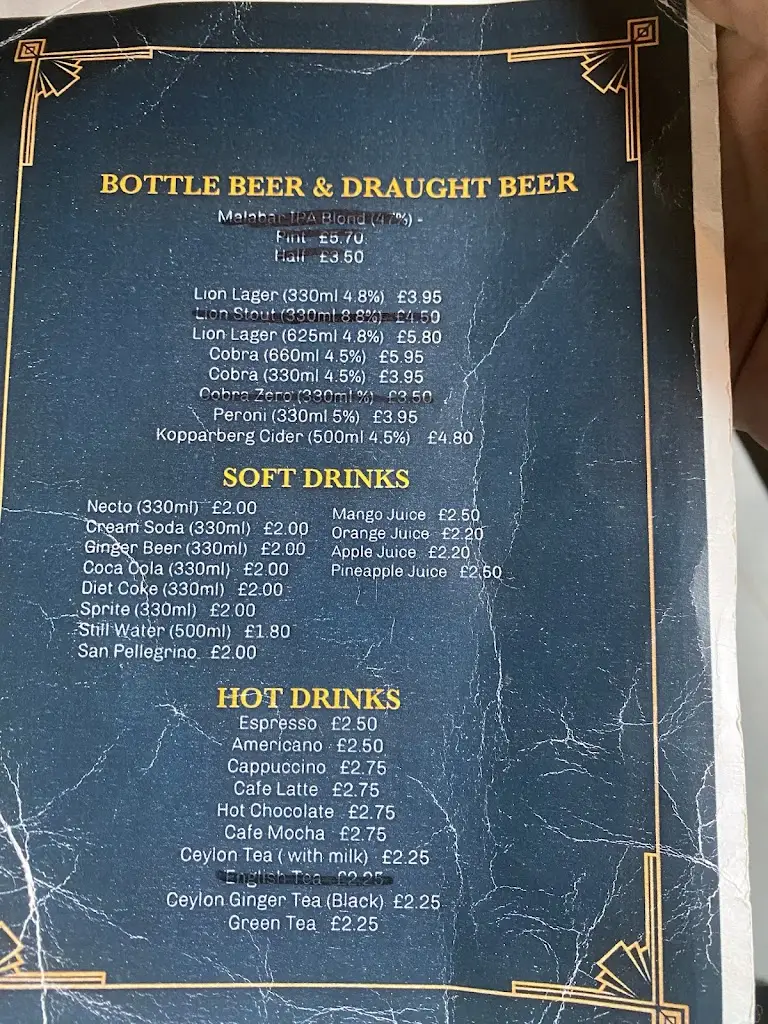 BOTTLE BEER & DRAUGHT BEER
Malabar IPA Blond (4.7%) -
Pint £5.70
Half £3.50
Lion Lager (330ml 4.8%) £3.95
Lion Stout (330ml 8.8%) £4.50
Lion Lager (625ml 4.8%) £5.80
Cobra (660ml 4.5%) £5.95
Cobra (330ml 4.5%) £3.95
Cobra Zero (330ml %) £3.50
Peroni (330ml 5%) £3.95
Kopparberg Cider (500ml 4.5%) £4.80
SOFT DRINKS
Necto (330ml) £2.00
Cream Soda (330ml) £2.00
Ginger Beer (330ml) £2.00
Coca Cola (330ml) £2.00
Diet Coke (330ml) £2.00
Sprite (330ml) £2.00
Still Water (500ml) £1.80
San Pellegrino £2.00
Mango Juice £2.50
Orange Juice £2.20
Apple Juice £2.20
Pineapple Juice £2.50
HOT DRINKS
Espresso £2.50
Americano £2.50
Cappuccino £2.75
Cafe Latte £2.75
Hot Chocolate £2.75
Cafe Mocha £2.75
Ceylon Tea ( with milk) £2.25
English Tea £2.25
Ceylon Ginger Tea (Black) £2.25
Green Tea £2.25